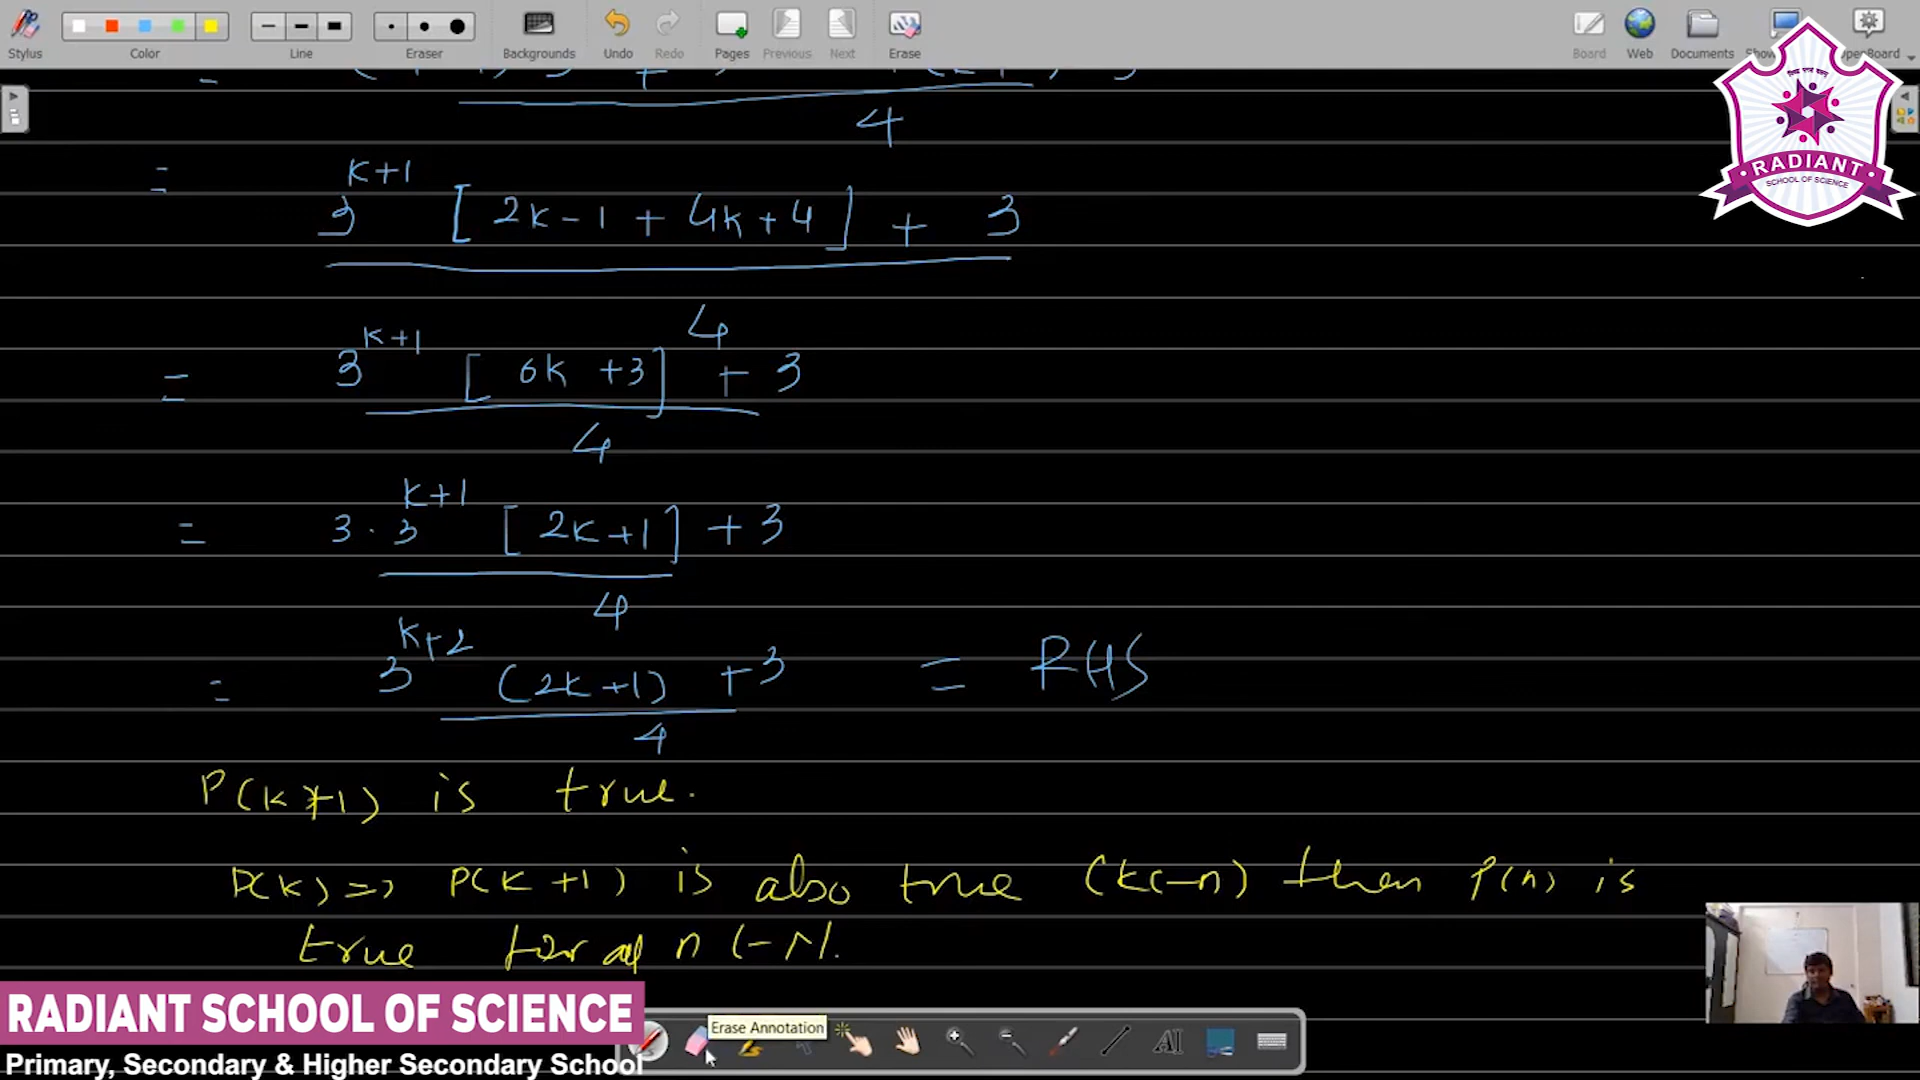 Stylus Color Line Eraser Backgrounds Undo Redo Pages Previous Next Erase Board Web Documents
4
RADIANT
SCHOOL OF SCIENCE
= 3^{k+1} [ 2k - 1 + 4k + 4 ] + 3
4
= 3^{k+1} [ 6k + 3 ] + 3
4
= 3 · 3^{k+1} [ 2k + 1 ] + 3
4
= 3^{k+2} (2k + 1) + 3 = RHS
4
P(k+1) is true.
P(k) => P(k+1) is also true (k(-n) then P(n) is
true for all n (- N.
RADIANT SCHOOL OF SCIENCE
Erase Annotation
Primary, Secondary & Higher Secondary School